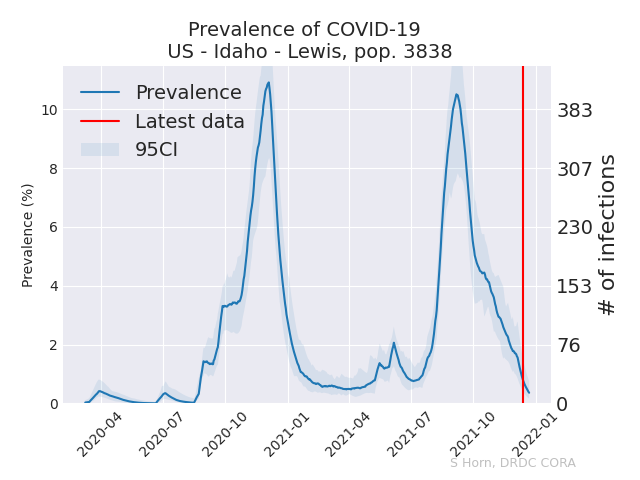 Prevalence of COVID-19
US - Idaho - Lewis, pop. 3838
Prevalence
Latest data
95CI
Prevalence (%)
10
8
6
4
2
0
# of infections
383
307
230
153
76
0
2020-04
2020-07
2020-10
2021-01
2021-04
2021-07
2021-10
2022-01
S Horn, DRDC CORA